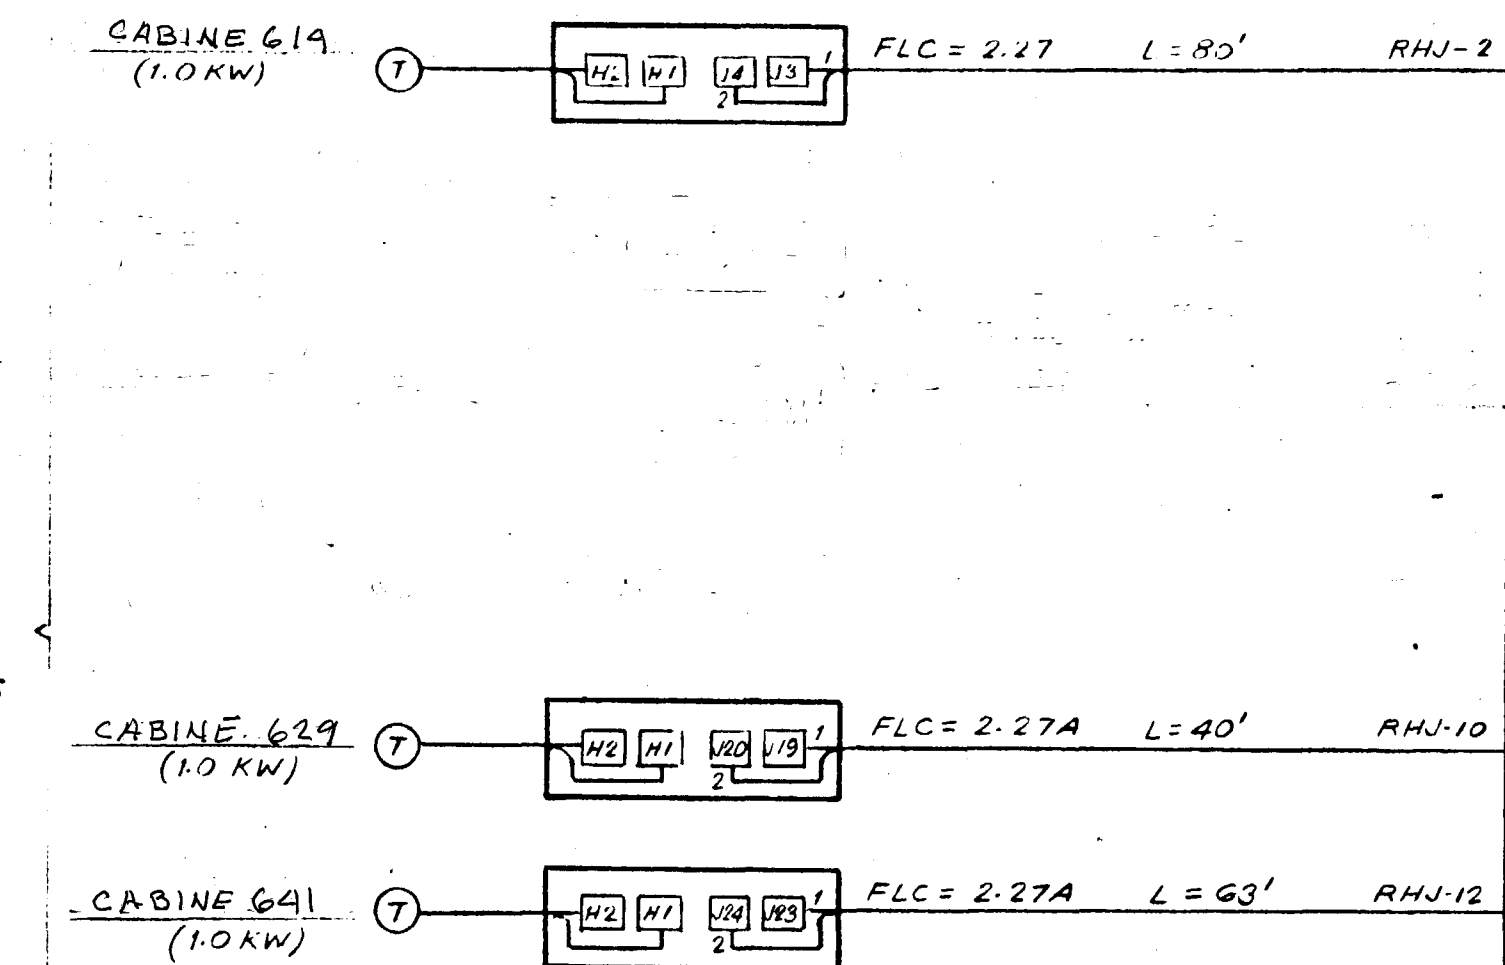 CABINE 619
(1.0 KW)
T
H2 H1 J4 J3 1
2
FLC = 2.27 L = 80' RHJ-2
CABINE. 629
(1.0 KW)
T
H2 H1 J20 J19 1
2
FLC = 2.27A L = 40' RHJ-10
CABINE 641
(1.0 KW)
T
H2 H1 J24 J23 1
2
FLC = 2.27A L = 63' RHJ-12